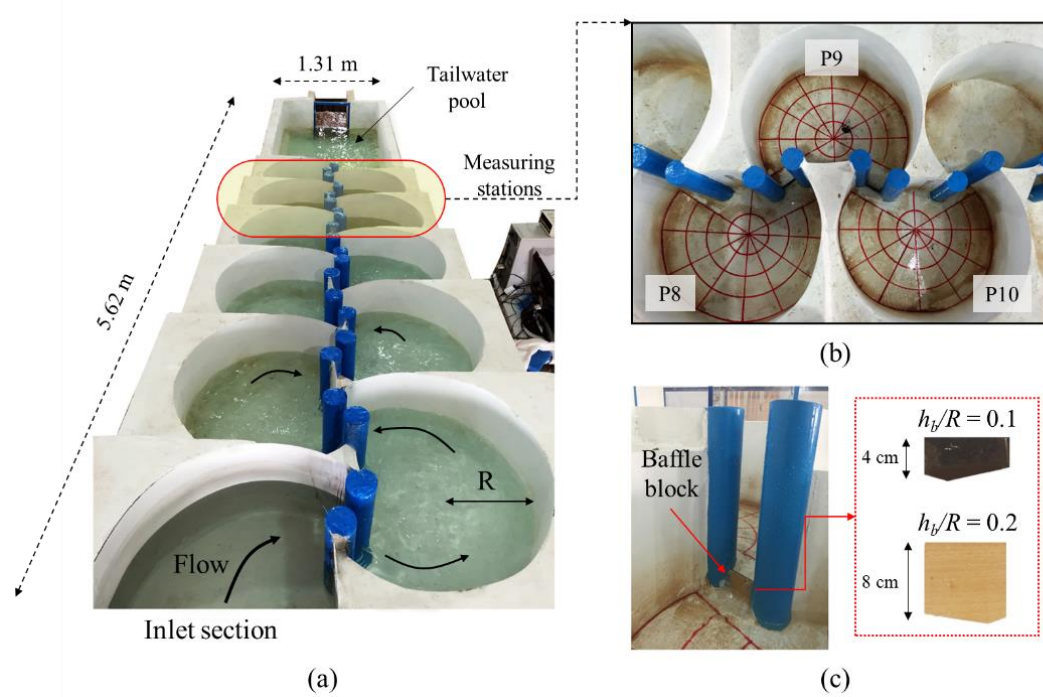 1.31 m
Tailwater
pool
Measuring
stations
5.62 m
R
Flow
Inlet section
(a)
P9
P8
P10
(b)
Baffle
block
h_b/R = 0.1
4 cm
h_b/R = 0.2
8 cm
(c)